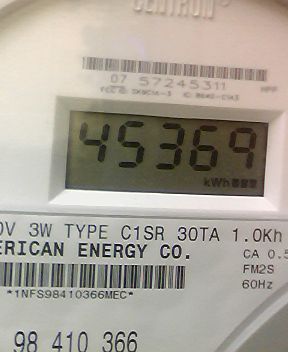 CENTRON
07 57245311
45369
kWh
0V 3W TYPE C1SR 30TA 1.0Kh
ERICAN ENERGY CO.
CA 0.5
FM2S
*1NFS98410366MEC*
60Hz
98 410 366